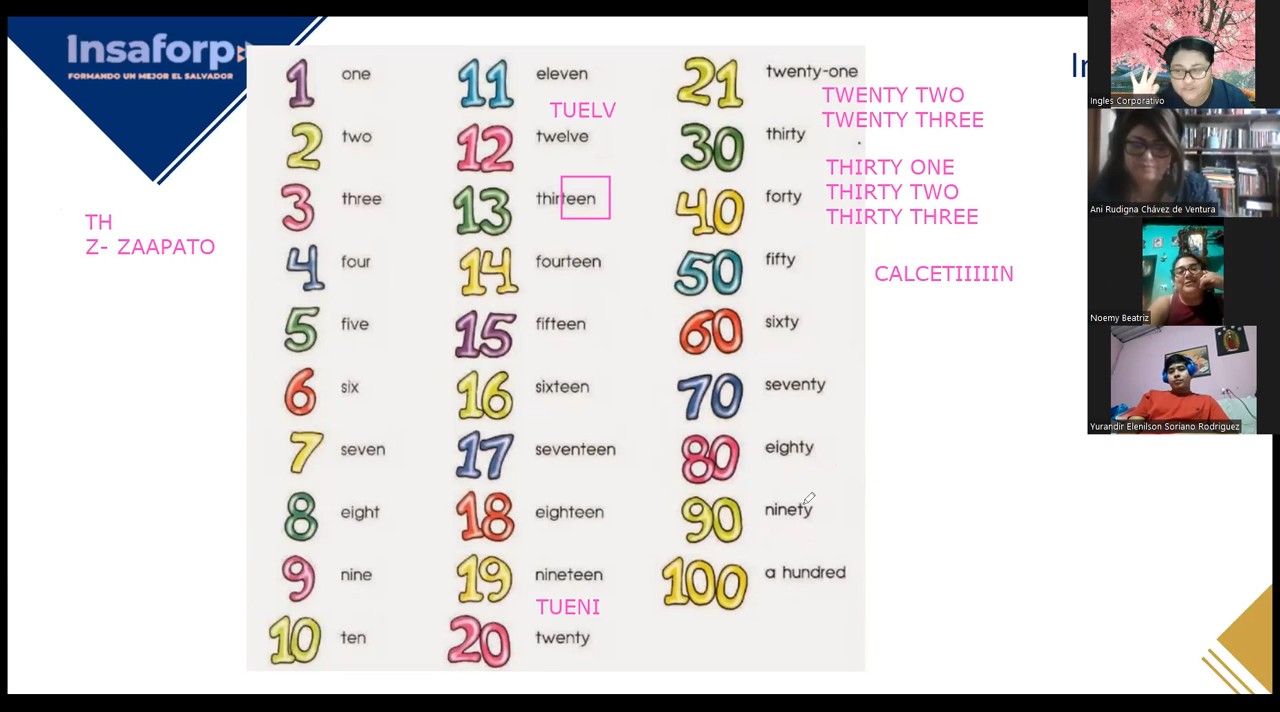 Insaforp
FORMANDO UN MEJOR EL SALVADOR
In
TH
Z- ZAAPATO
1 one
2 two
3 three
4 four
5 five
6 six
7 seven
8 eight
9 nine
10 ten
11 eleven
TUELV
12 twelve
13 thirteen
14 fourteen
15 fifteen
16 sixteen
17 seventeen
18 eighteen
19 nineteen
TUENI
20 twenty
21 twenty-one
TWENTY TWO
TWENTY THREE
30 thirty
THIRTY ONE
THIRTY TWO
THIRTY THREE
40 forty
50 fifty
CALCETIIIIIN
60 sixty
70 seventy
80 eighty
90 ninety
100 a hundred
Ingles Corporativo
Ani Rudigna Chávez de Ventura
Noemy Beatriz
Yurandir Elenilson Soriano Rodriguez